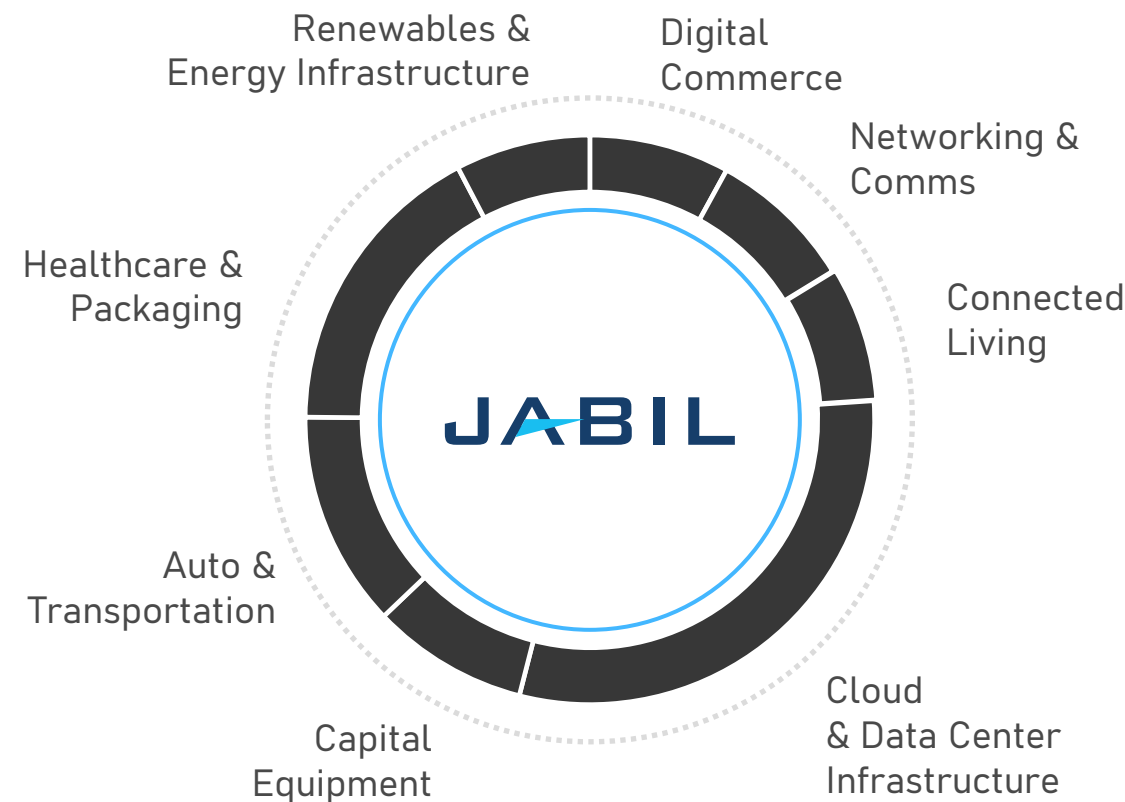 Renewables &
Energy Infrastructure
Digital
Commerce
Networking &
Comms
Healthcare &
Packaging
Connected
Living
JABIL
Auto &
Transportation
Cloud
& Data Center
Infrastructure
Capital
Equipment